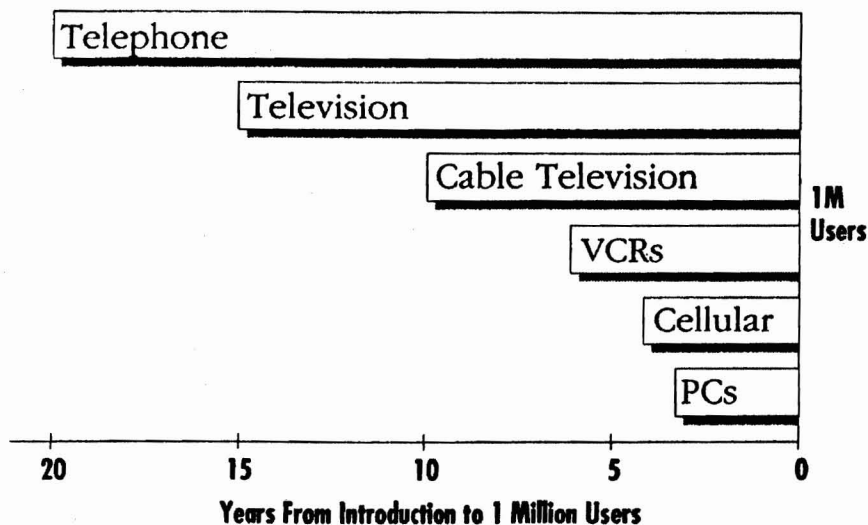 Telephone
Television
Cable Television
1M
Users
VCRs
Cellular
PCs
20 15 10 5 0
Years From Introduction to 1 Million Users